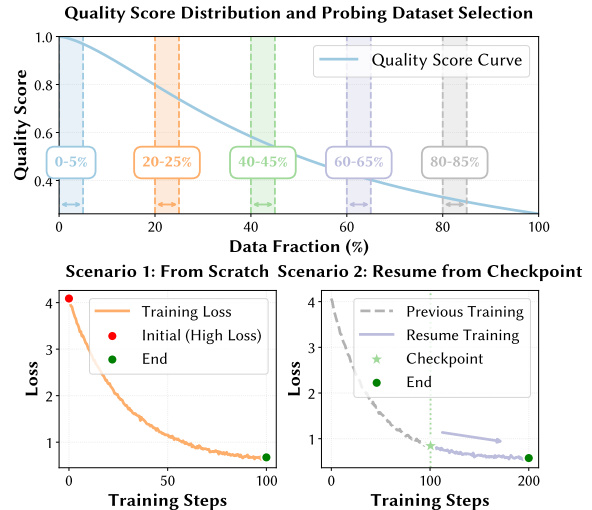 Quality Score Distribution and Probing Dataset Selection
Quality Score
1.0
0.8
0.6
0.4
Quality Score Curve
0-5%
20-25%
40-45%
60-65%
80-85%
0
20
40
60
80
100
Data Fraction (%)
Scenario 1: From Scratch
Loss
4
3
2
1
Training Loss
Initial (High Loss)
End
0
50
100
Training Steps
Scenario 2: Resume from Checkpoint
Loss
4
3
2
1
Previous Training
Resume Training
Checkpoint
End
0
100
200
Training Steps